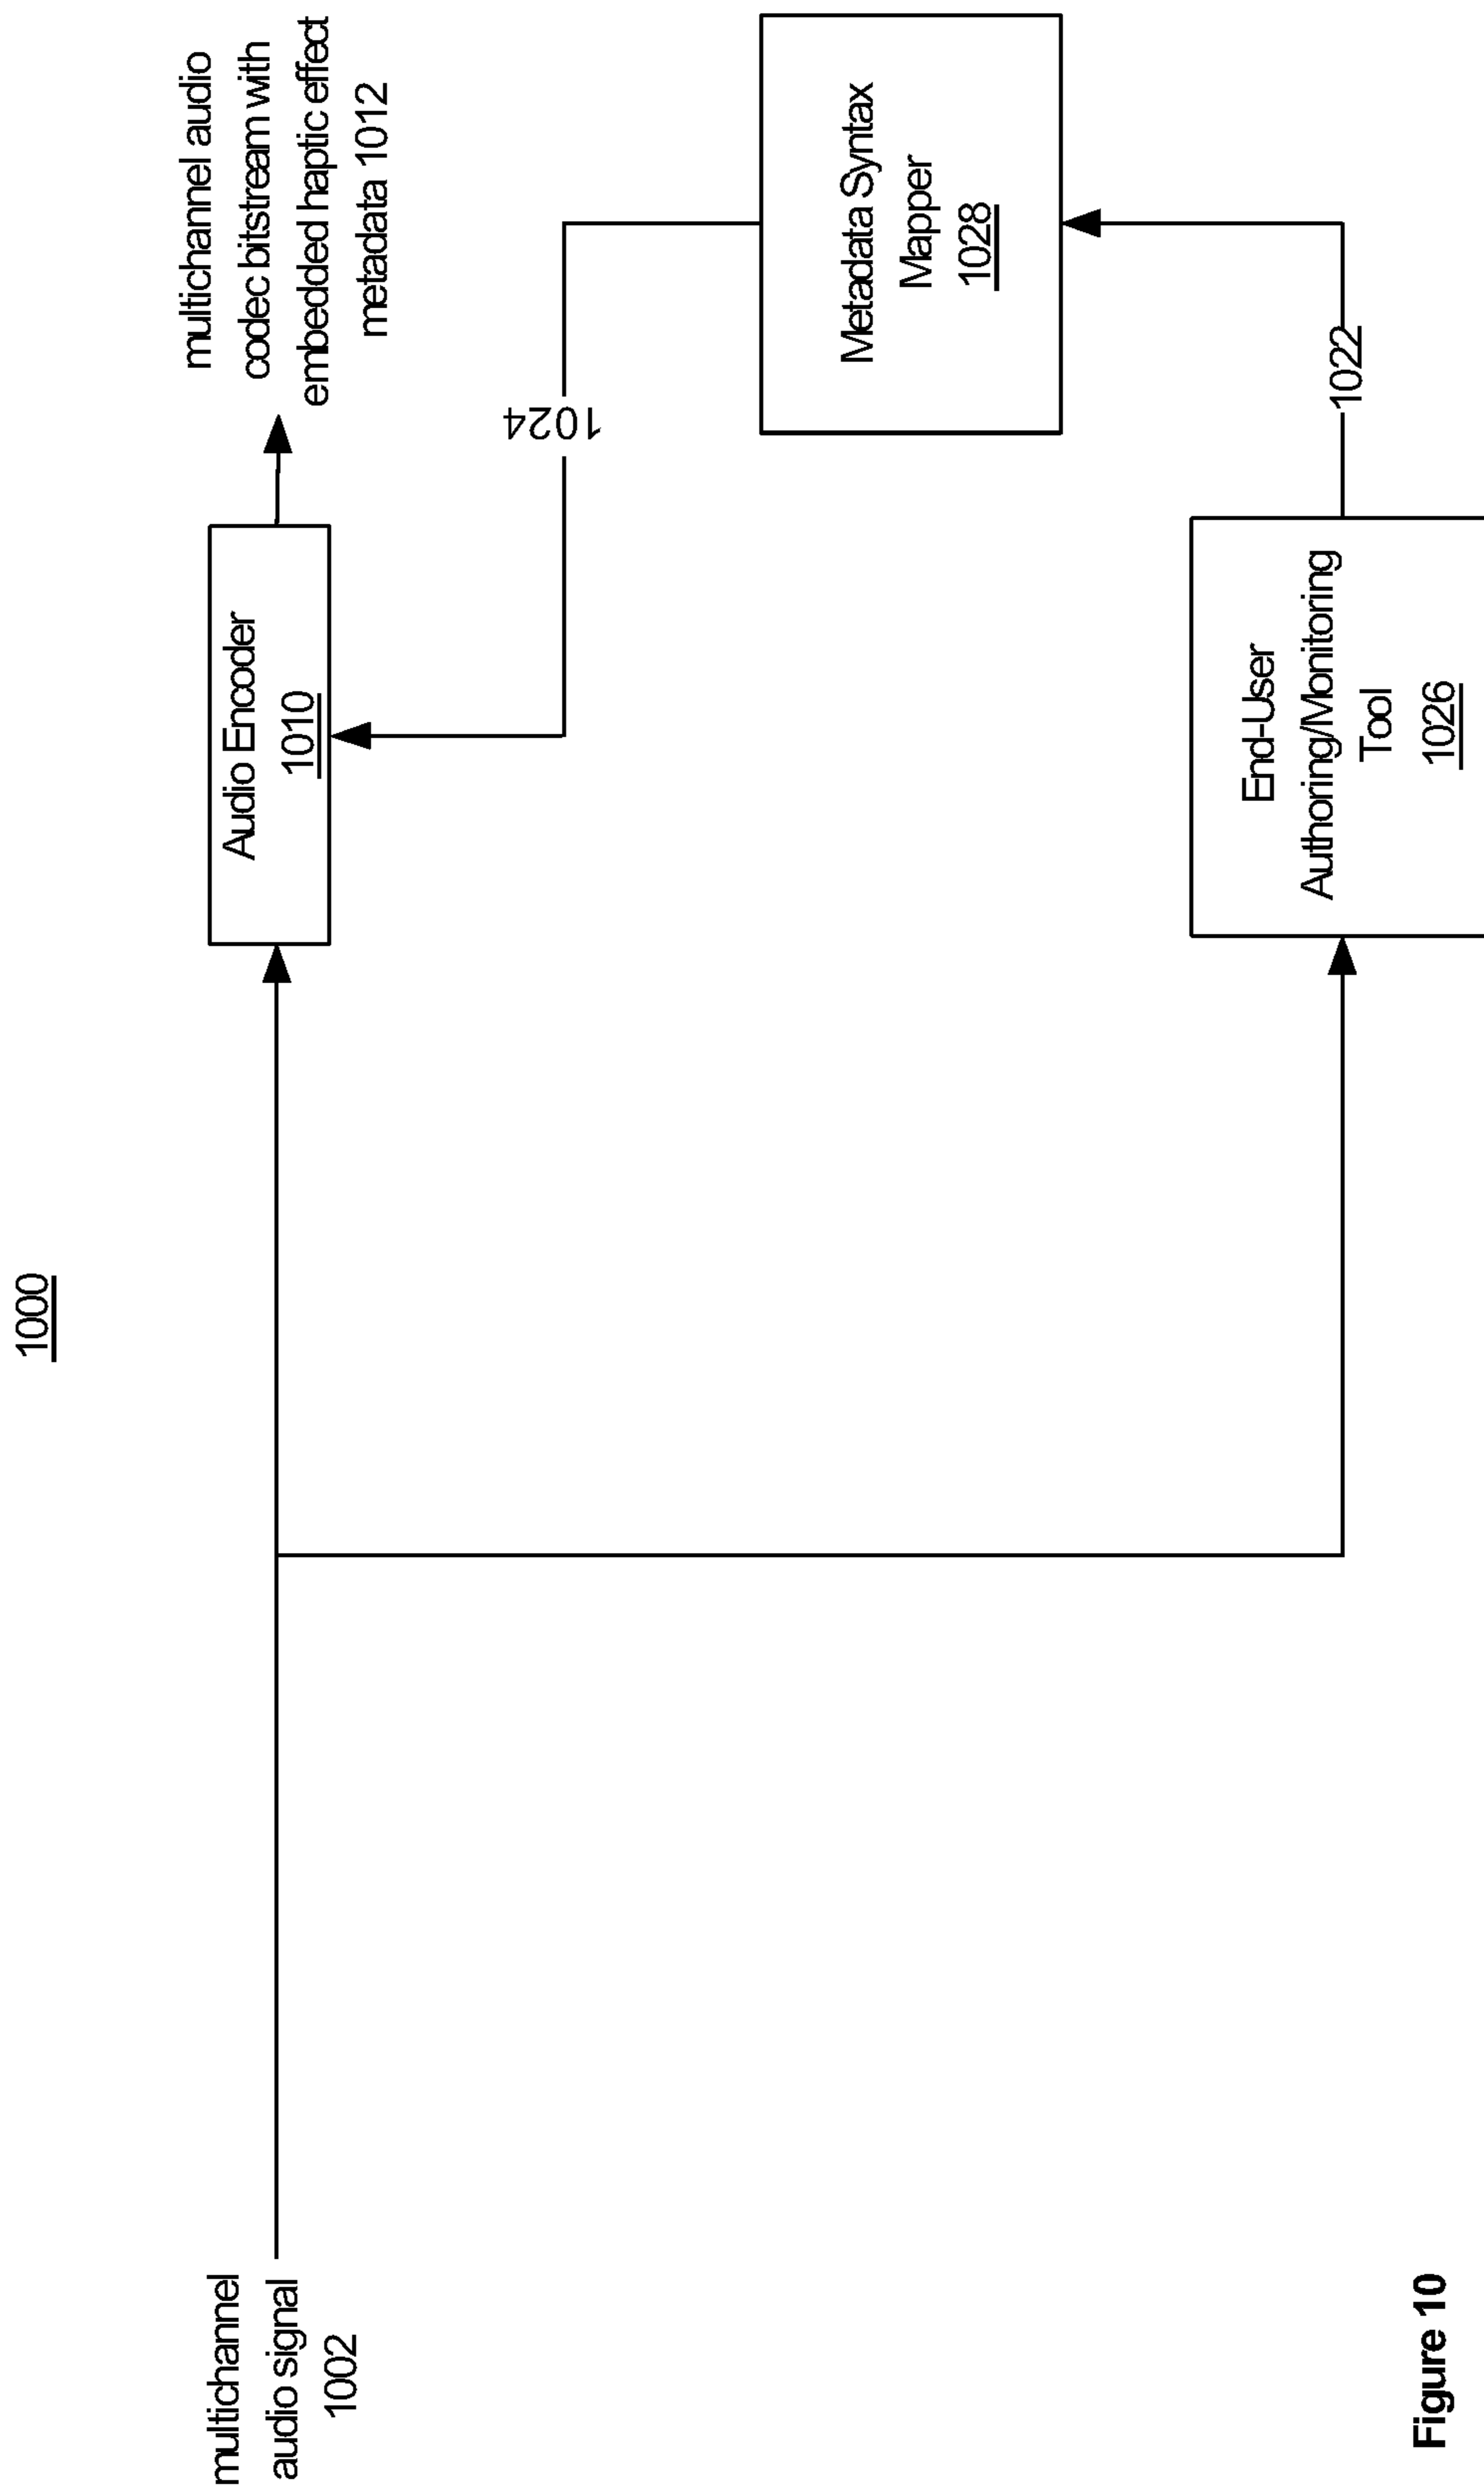 1000
multichannel
audio signal
1002
Audio Encoder
1010
multichannel audio
codec bitstream with
embedded haptic effect
metadata 1012
1024
Metadata Syntax
Mapper
1028
1022
End-User
Authoring/Monitoring
Tool
1026
Figure 10